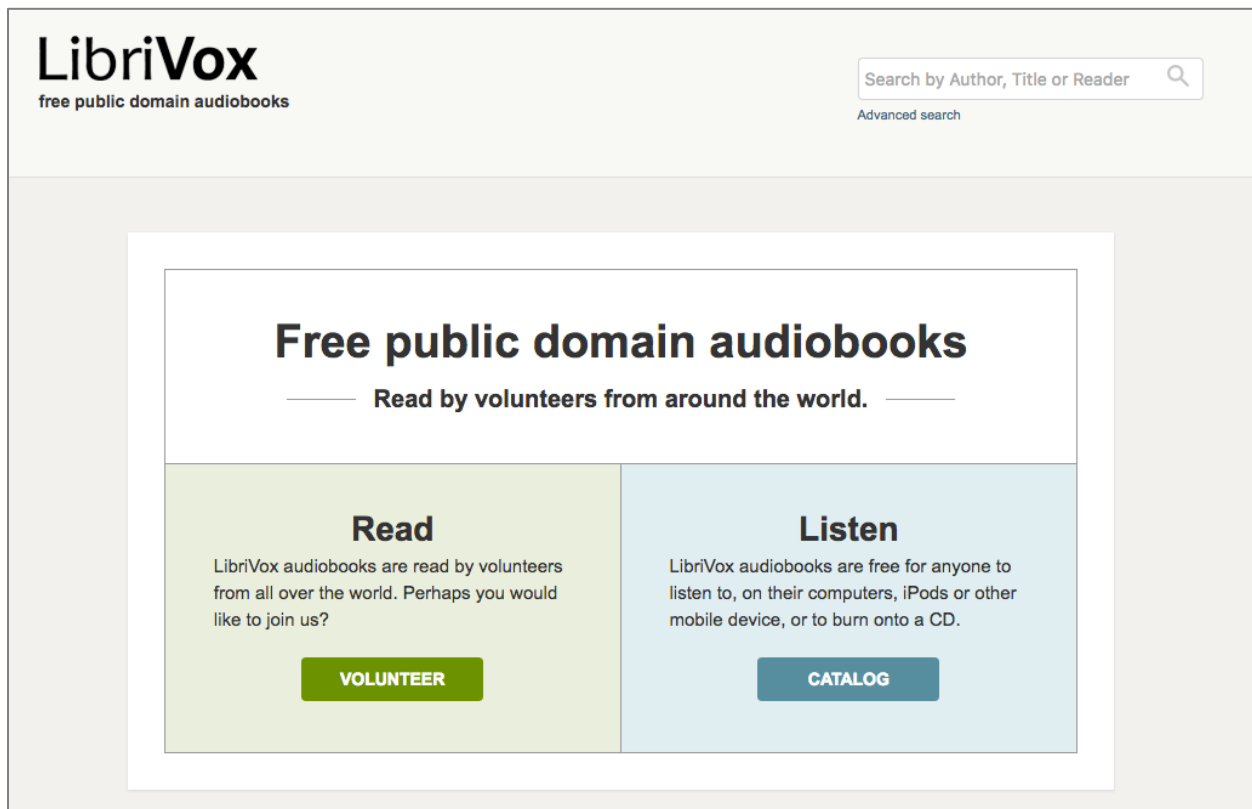 LibriVox
free public domain audiobooks
Search by Author, Title or Reader
Advanced search
Free public domain audiobooks
Read by volunteers from around the world.
Read
LibriVox audiobooks are read by volunteers
from all over the world. Perhaps you would
like to join us?
VOLUNTEER
Listen
LibriVox audiobooks are free for anyone to
listen to, on their computers, iPods or other
mobile device, or to burn onto a CD.
CATALOG